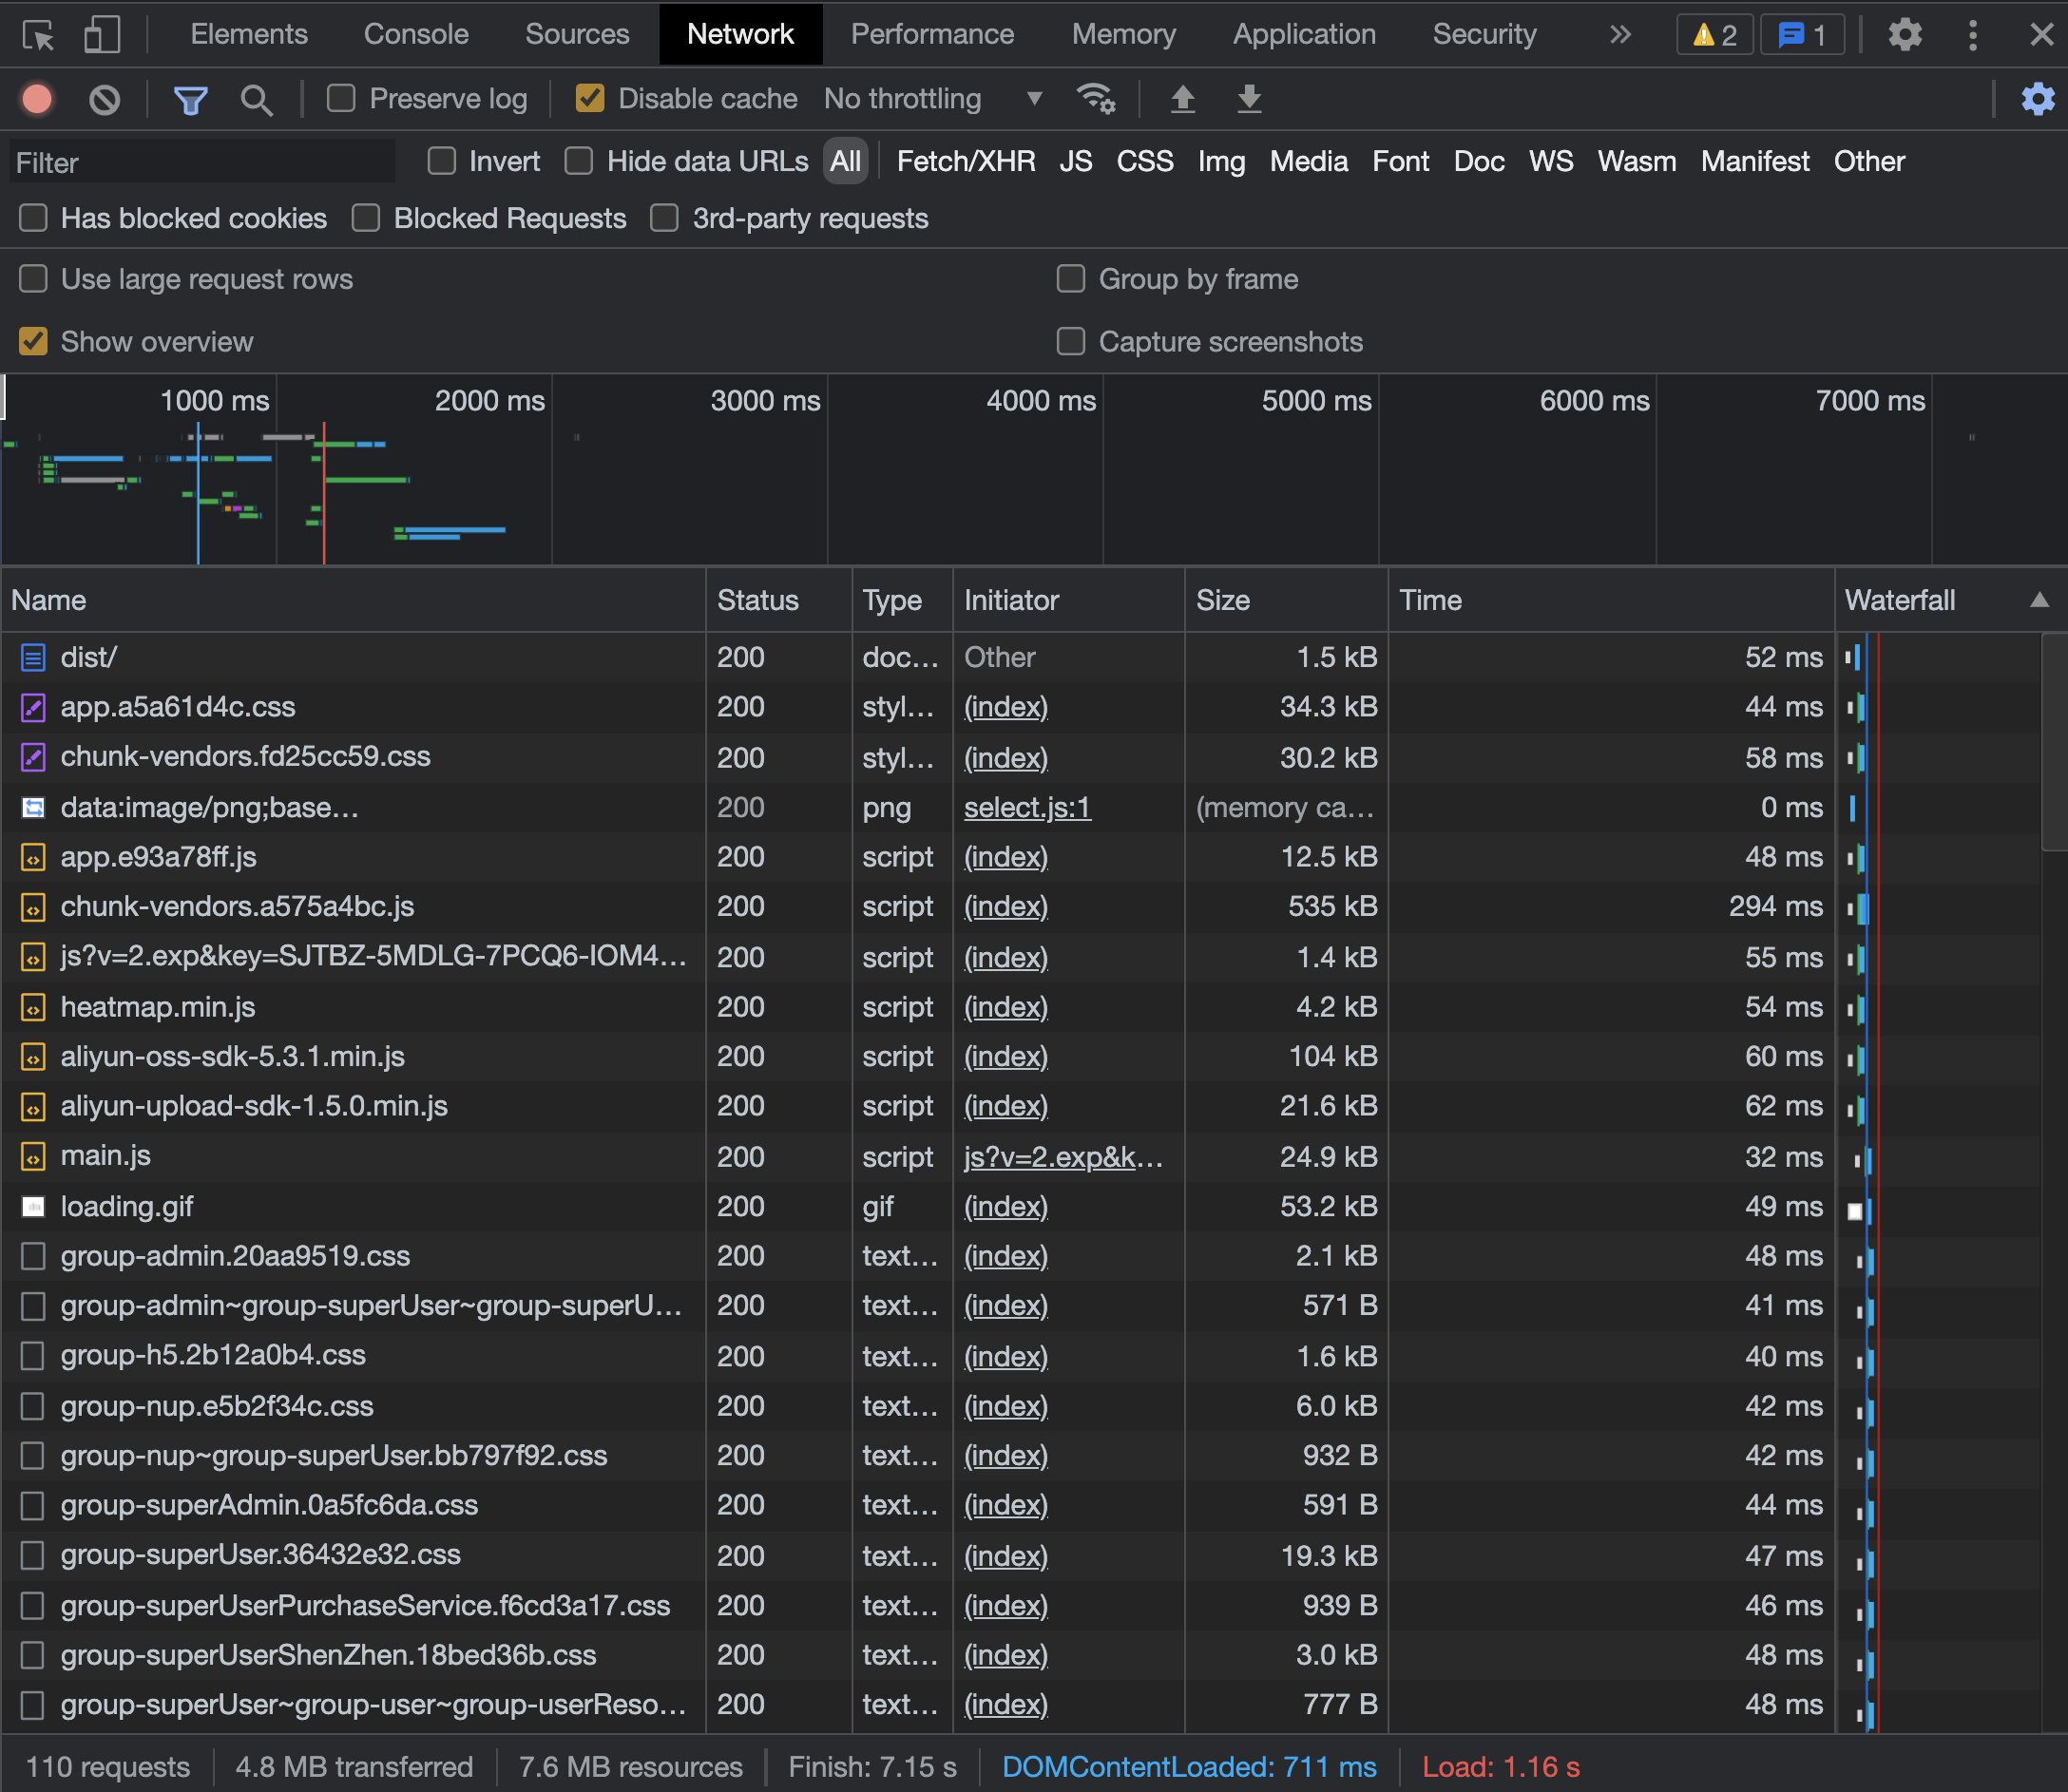 Elements Console Sources Network Performance Memory Application Security » 2 1
Preserve log Disable cache No throttling
Filter Invert Hide data URLs All Fetch/XHR JS CSS Img Media Font Doc WS Wasm Manifest Other
Has blocked cookies Blocked Requests 3rd-party requests
Use large request rows Group by frame
Show overview Capture screenshots
1000 ms 2000 ms 3000 ms 4000 ms 5000 ms 6000 ms 7000 ms
Name Status Type Initiator Size Time Waterfall
dist/ 200 doc... Other 1.5 kB 52 ms
app.a5a61d4c.css 200 styl... (index) 34.3 kB 44 ms
chunk-vendors.fd25cc59.css 200 styl... (index) 30.2 kB 58 ms
data:image/png;base... 200 png select.js:1 (memory ca... 0 ms
app.e93a78ff.js 200 script (index) 12.5 kB 48 ms
chunk-vendors.a575a4bc.js 200 script (index) 535 kB 294 ms
js?v=2.exp&key=SJTBZ-5MDLG-7PCQ6-IOM4... 200 script (index) 1.4 kB 55 ms
heatmap.min.js 200 script (index) 4.2 kB 54 ms
aliyun-oss-sdk-5.3.1.min.js 200 script (index) 104 kB 60 ms
aliyun-upload-sdk-1.5.0.min.js 200 script (index) 21.6 kB 62 ms
main.js 200 script js?v=2.exp&k... 24.9 kB 32 ms
loading.gif 200 gif (index) 53.2 kB 49 ms
group-admin.20aa9519.css 200 text... (index) 2.1 kB 48 ms
group-admin~group-superUser~group-superU... 200 text... (index) 571 B 41 ms
group-h5.2b12a0b4.css 200 text... (index) 1.6 kB 40 ms
group-nup.e5b2f34c.css 200 text... (index) 6.0 kB 42 ms
group-nup~group-superUser.bb797f92.css 200 text... (index) 932 B 42 ms
group-superAdmin.0a5fc6da.css 200 text... (index) 591 B 44 ms
group-superUser.36432e32.css 200 text... (index) 19.3 kB 47 ms
group-superUserPurchaseService.f6cd3a17.css 200 text... (index) 939 B 46 ms
group-superUserShenZhen.18bed36b.css 200 text... (index) 3.0 kB 48 ms
group-superUser~group-user~group-userReso... 200 text... (index) 777 B 48 ms
110 requests 4.8 MB transferred 7.6 MB resources Finish: 7.15 s DOMContentLoaded: 711 ms Load: 1.16 s